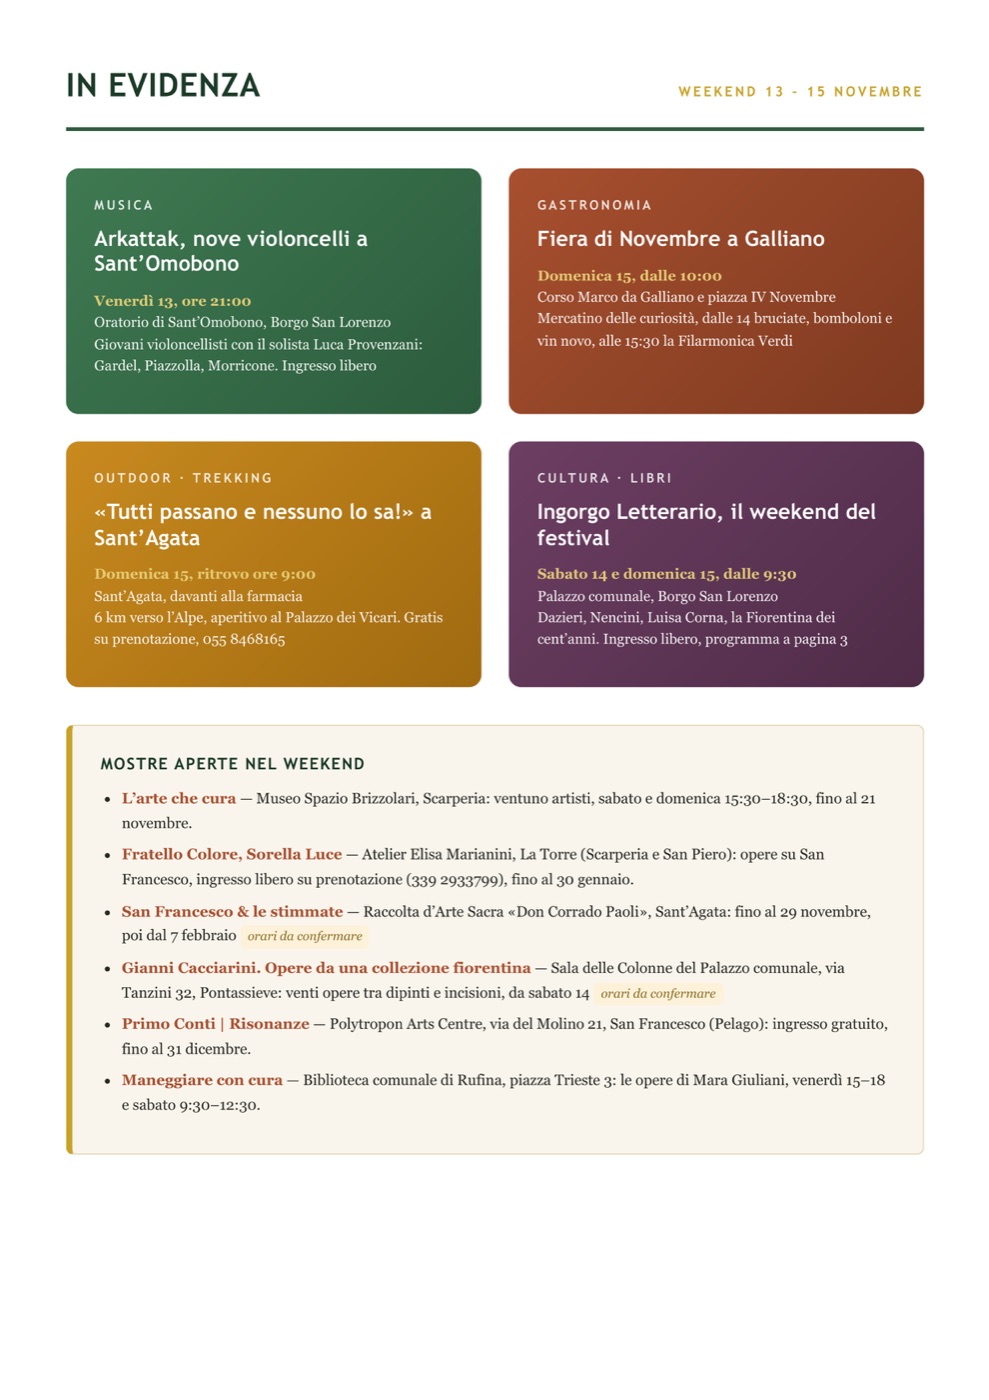 IN EVIDENZA
WEEKEND 13 - 15 NOVEMBRE
MUSICA
Arkattak, nove violoncelli a
Sant’Omobono
Venerdì 13, ore 21:00
Oratorio di Sant’Omobono, Borgo San Lorenzo
Giovani violoncellisti con il solista Luca Provenzani:
Gardel, Piazzolla, Morricone. Ingresso libero
GASTRONOMIA
Fiera di Novembre a Galliano
Domenica 15, dalle 10:00
Corso Marco da Galliano e piazza IV Novembre
Mercatino delle curiosità, dalle 14 bruciate, bomboloni e
vin novo, alle 15:30 la Filarmonica Verdi
OUTDOOR · TREKKING
«Tutti passano e nessuno lo sa!» a
Sant’Agata
Domenica 15, ritrovo ore 9:00
Sant’Agata, davanti alla farmacia
6 km verso l’Alpe, aperitivo al Palazzo dei Vicari. Gratis
su prenotazione, 055 8468165
CULTURA · LIBRI
Ingorgo Letterario, il weekend del
festival
Sabato 14 e domenica 15, dalle 9:30
Palazzo comunale, Borgo San Lorenzo
Dazieri, Nencini, Luisa Corna, la Fiorentina dei
cent’anni. Ingresso libero, programma a pagina 3
MOSTRE APERTE NEL WEEKEND
• L’arte che cura — Museo Spazio Brizzolari, Scarperia: ventuno artisti, sabato e domenica 15:30–18:30, fino al 21
novembre.
• Fratello Colore, Sorella Luce — Atelier Elisa Marianini, La Torre (Scarperia e San Piero): opere su San
Francesco, ingresso libero su prenotazione (339 2933799), fino al 30 gennaio.
• San Francesco & le stimmate — Raccolta d’Arte Sacra «Don Corrado Paoli», Sant’Agata: fino al 29 novembre,
poi dal 7 febbraio orari da confermare
• Gianni Cacciarini. Opere da una collezione fiorentina — Sala delle Colonne del Palazzo comunale, via
Tanzini 32, Pontassieve: venti opere tra dipinti e incisioni, da sabato 14 orari da confermare
• Primo Conti | Risonanze — Polytropon Arts Centre, via del Molino 21, San Francesco (Pelago): ingresso gratuito,
fino al 31 dicembre.
• Maneggiare con cura — Biblioteca comunale di Rufina, piazza Trieste 3: le opere di Mara Giuliani, venerdì 15–18
e sabato 9:30–12:30.